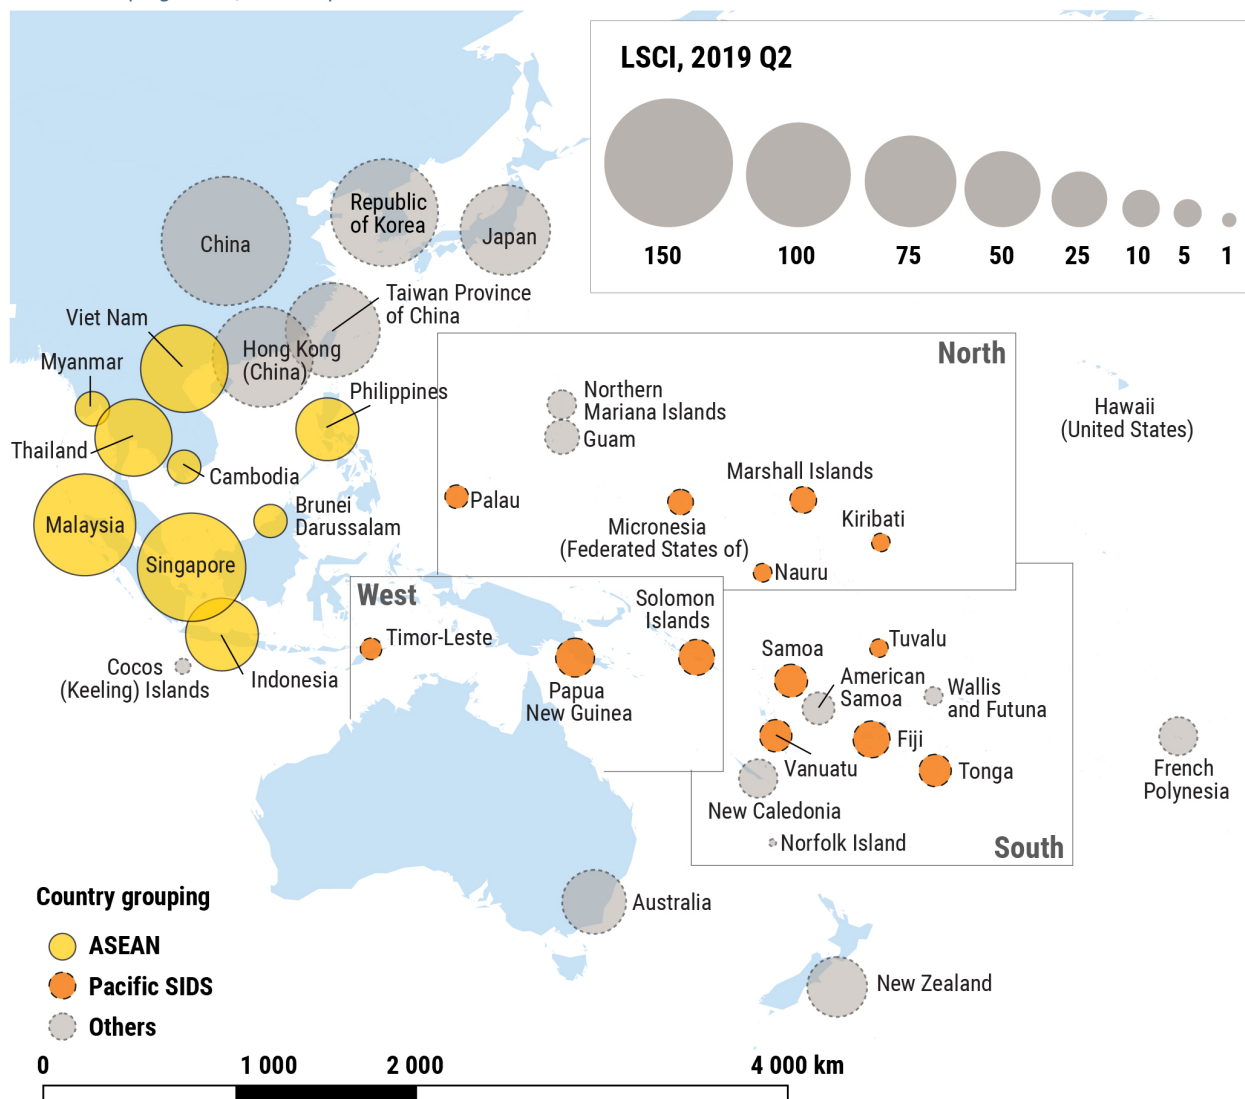 LSCI, 2019 Q2
150
100
75
50
25
10
5
1
China
Republic
of Korea
Japan
Taiwan Province
of China
Viet Nam
Hong Kong
(China)
Myanmar
Philippines
Thailand
Cambodia
Malaysia
Brunei
Darussalam
Singapore
Indonesia
Cocos
(Keeling) Islands
North
Northern
Mariana Islands
Guam
Hawaii
(United States)
Palau
Marshall Islands
Micronesia
(Federated States of)
Kiribati
Nauru
West
Timor-Leste
Solomon
Islands
Papua
New Guinea
Samoa
Tuvalu
American
Samoa
Wallis
and Futuna
Fiji
Vanuatu
Tonga
New Caledonia
Norfolk Island
South
French
Polynesia
Australia
New Zealand
Country grouping
ASEAN
Pacific SIDS
Others
0
1 000
2 000
4 000 km